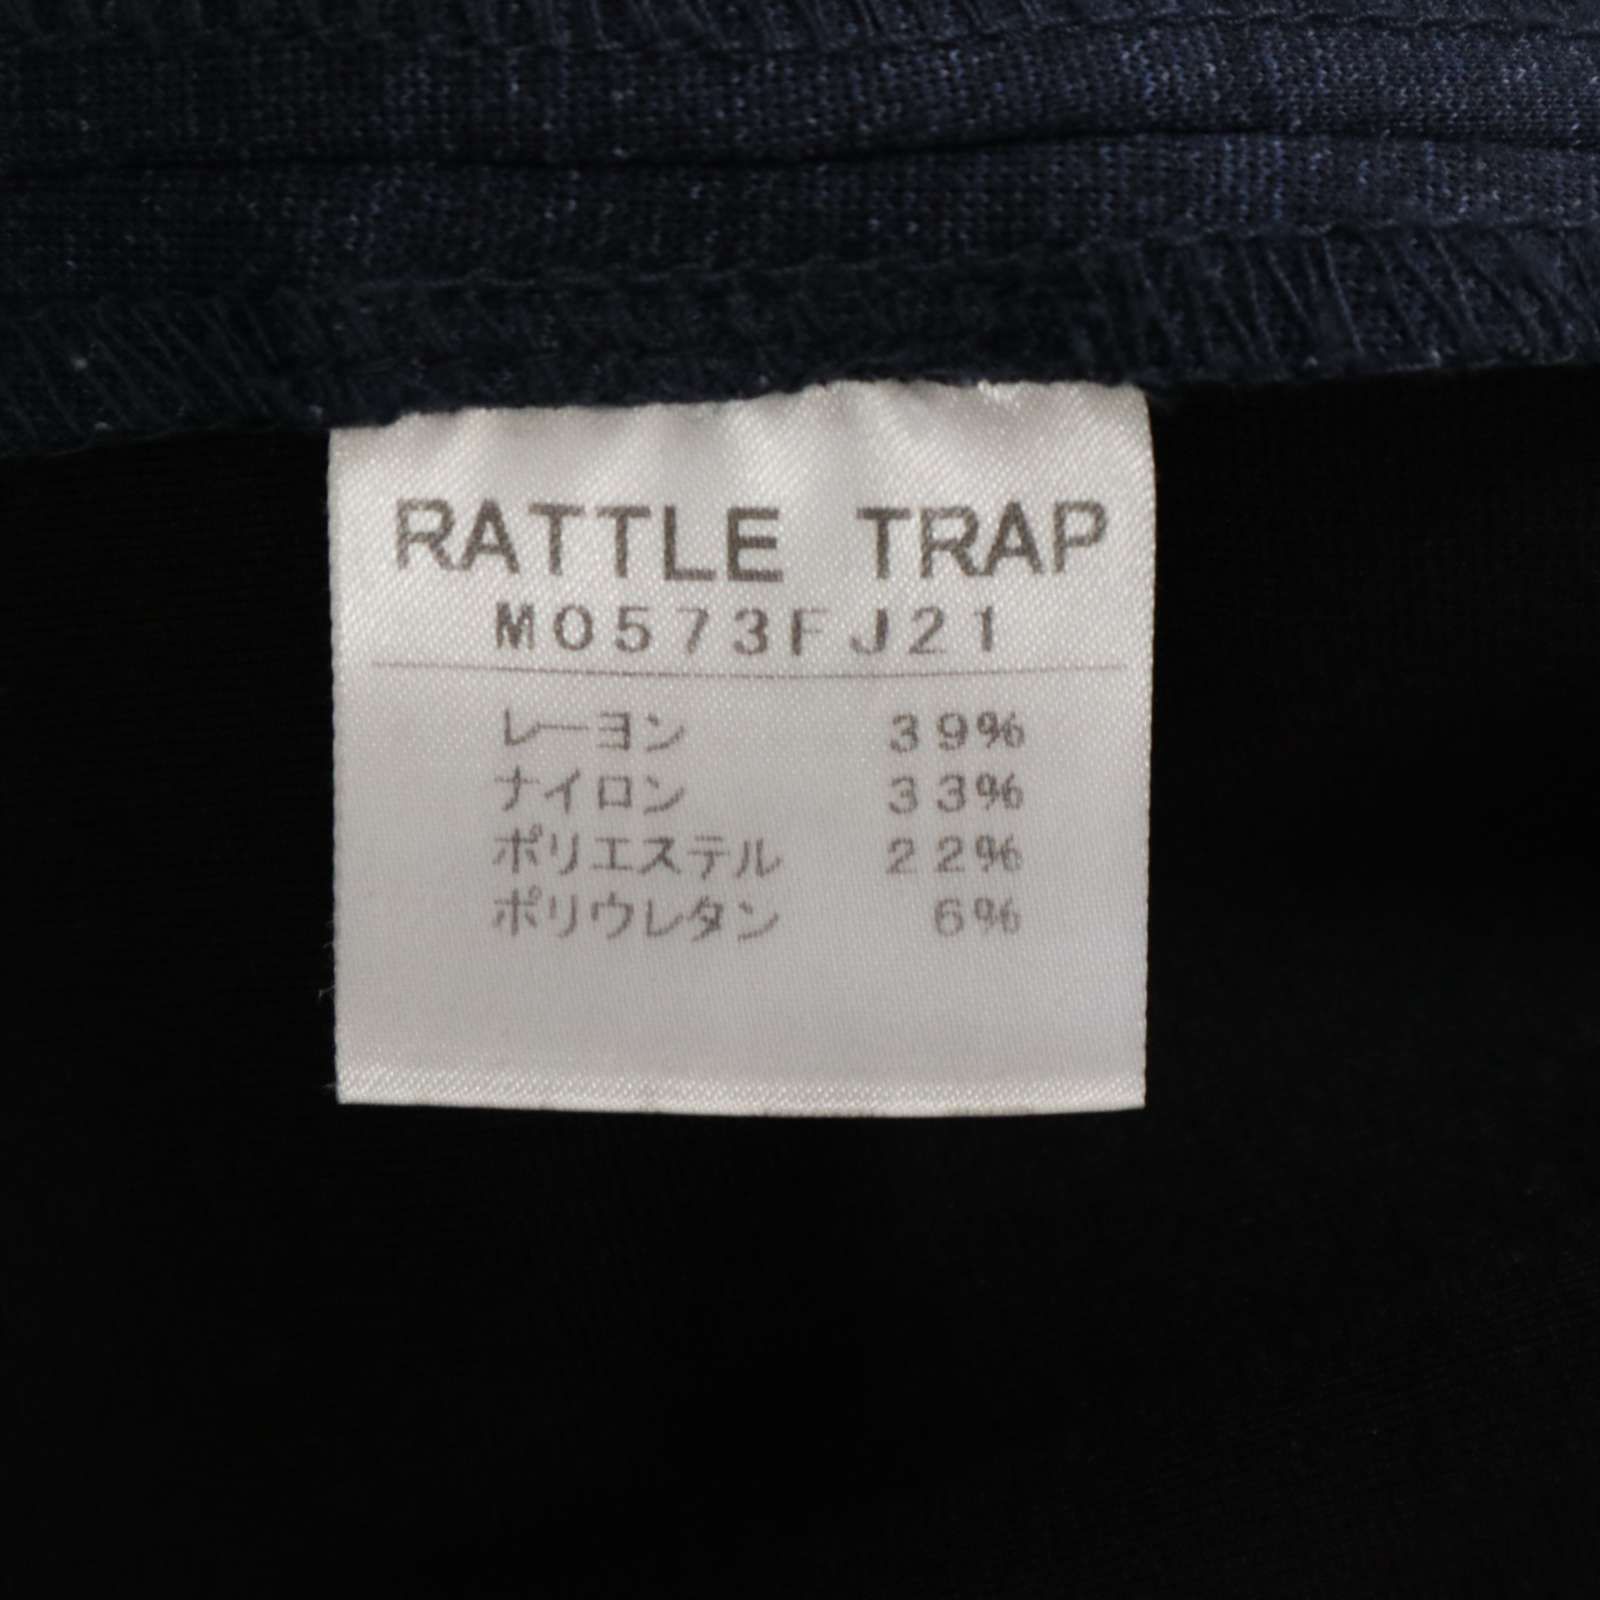 RATTLE TRAP
M0573FJ21
レーヨン 39%
ナイロン 33%
ポリエステル 22%
ポリウレタン 6%